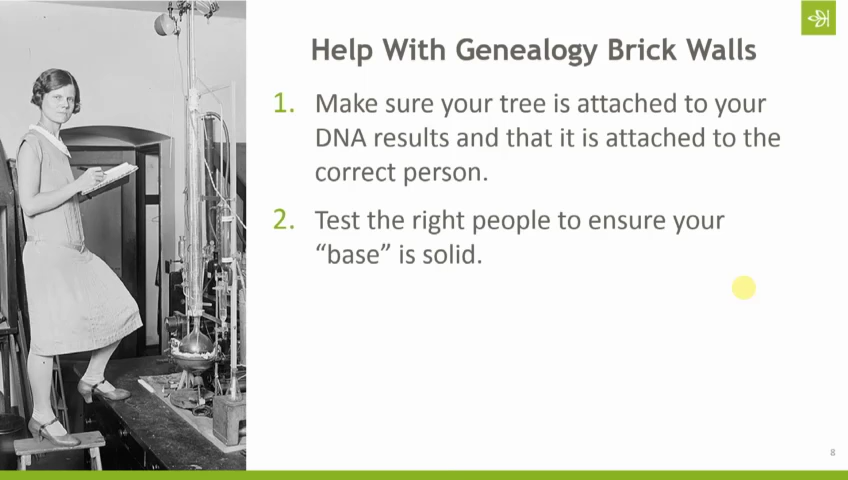 Help With Genealogy Brick Walls
1. Make sure your tree is attached to your
DNA results and that it is attached to the
correct person.
2. Test the right people to ensure your
“base” is solid.
8